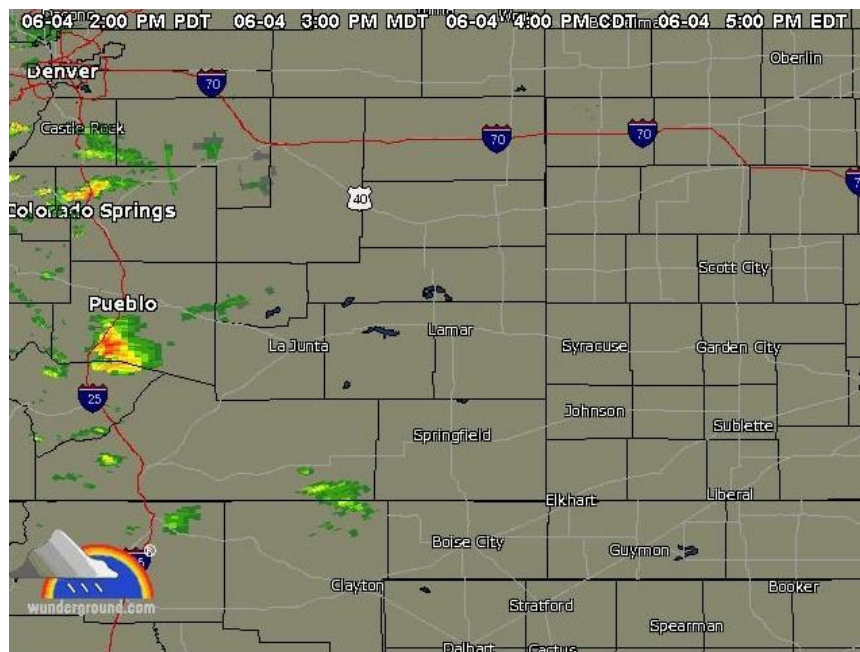 06-04 2:00 PM PDT 06-04 3:00 PM MDT 06-04 4:00 PM CDT 06-04 5:00 PM EDT
Oberlin
Denver
70
Castle Rock
70
70
40
Colorado Springs
Scott City
Pueblo
Lamar
La Junta
Syracuse
Garden City
25
Johnson
Sublette
Springfield
Elkhart
Liberal
Boise City
Guymon
Clayton
Booker
Stratford
wunderground.com
®
Spearman
Dalhart
Cactus